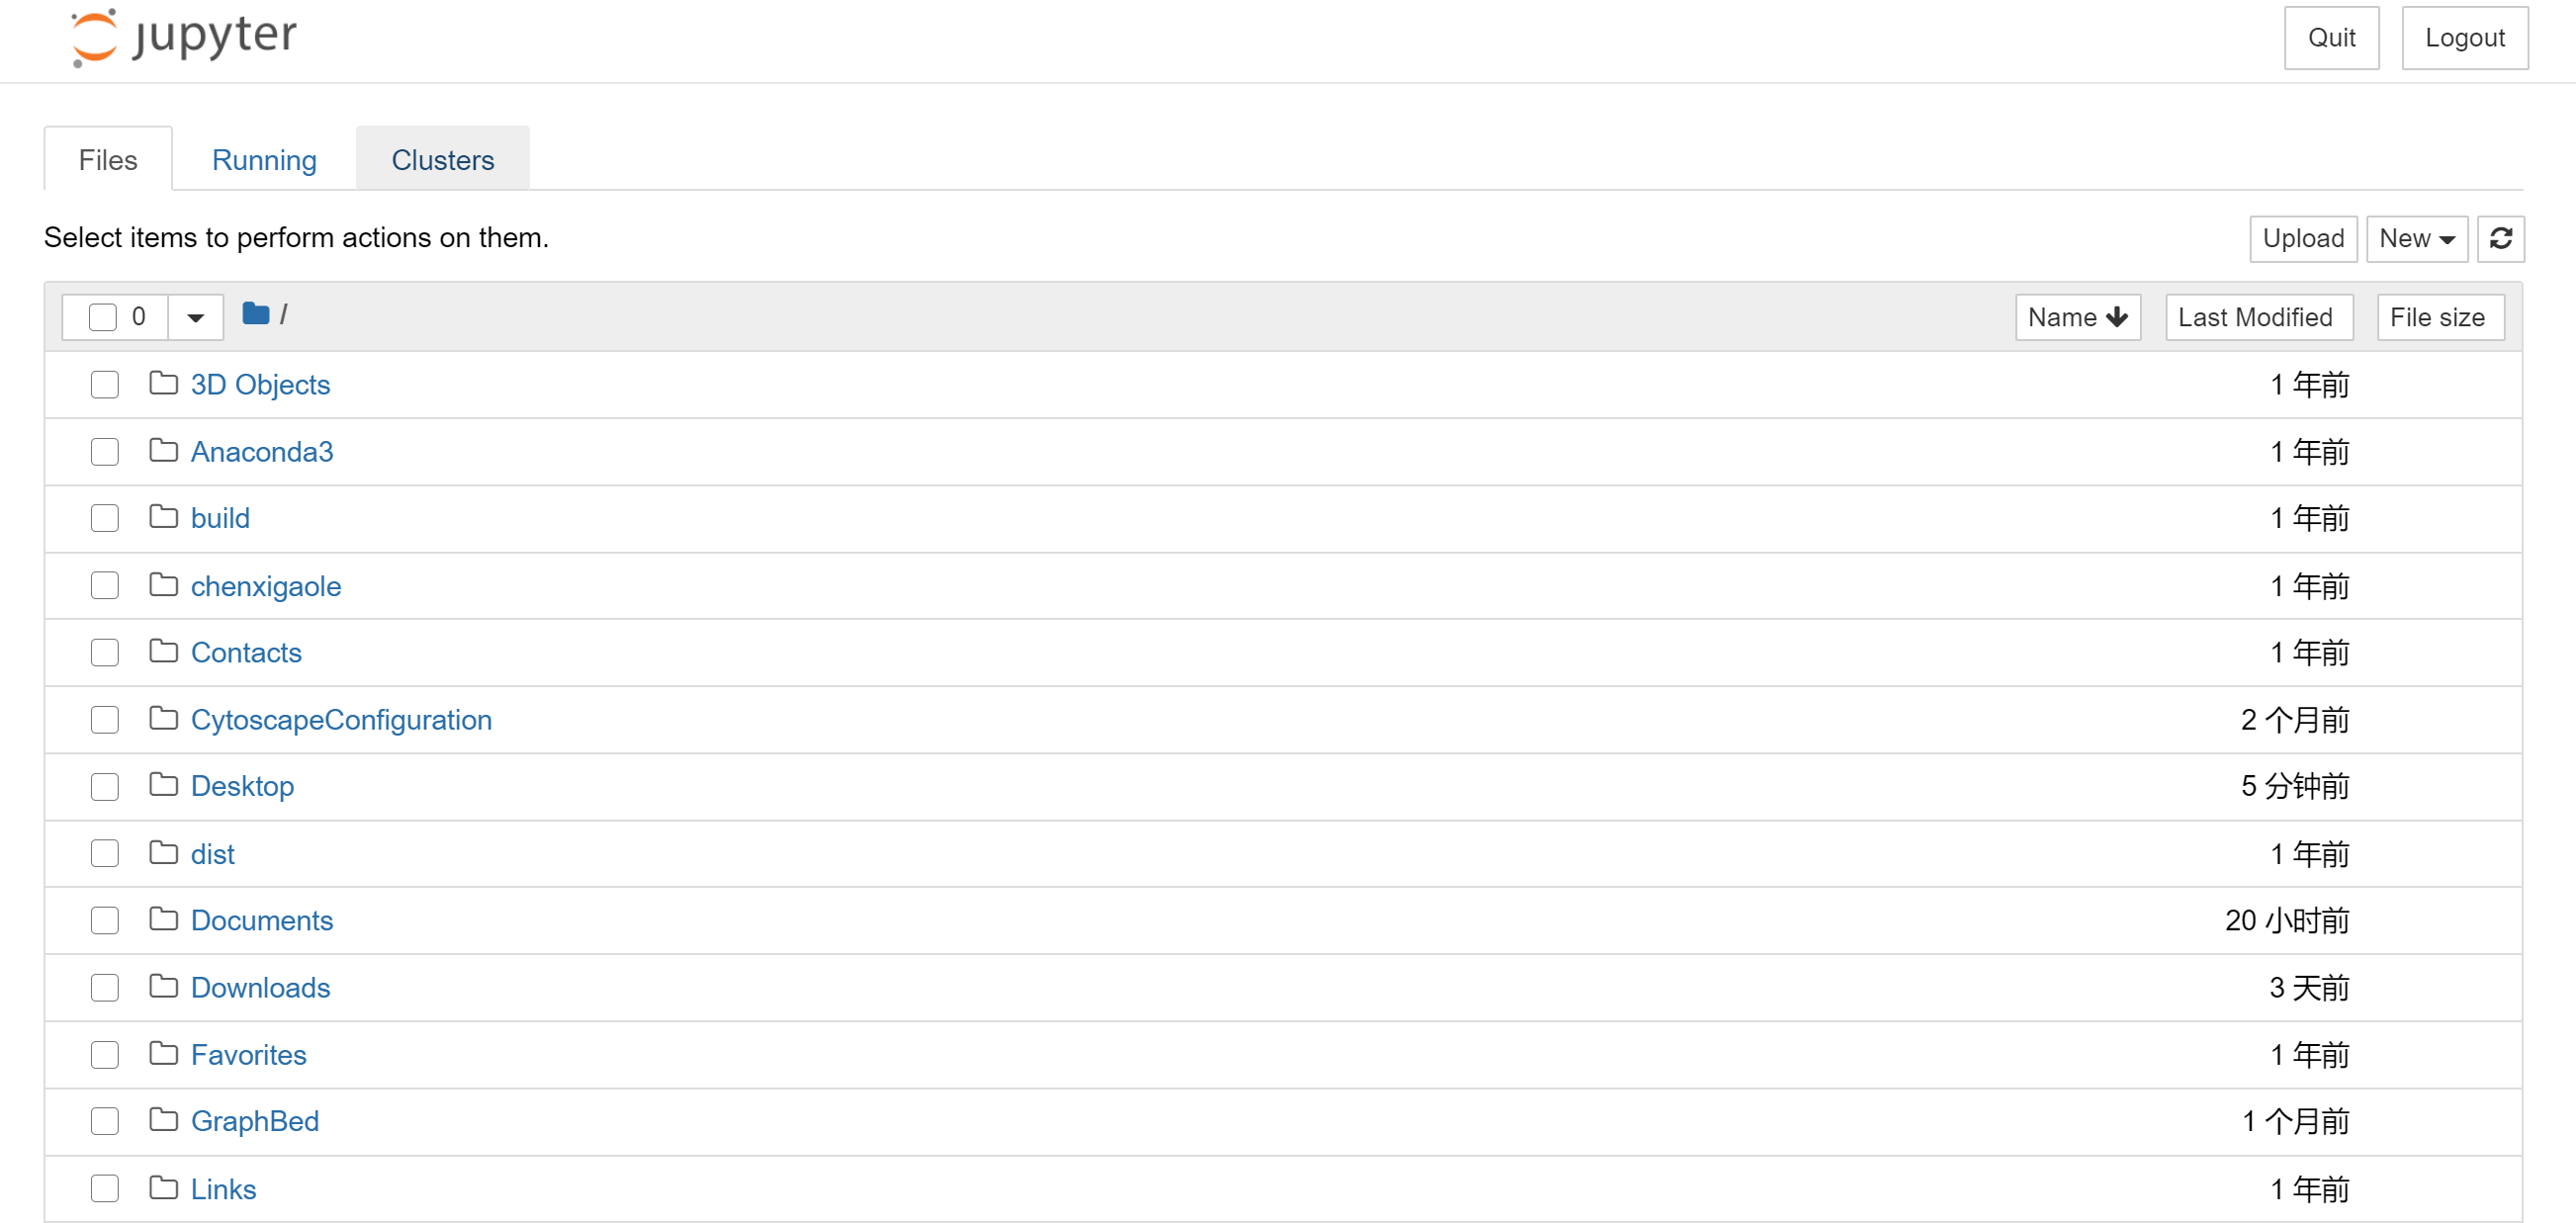 jupyter Quit Logout
Files Running Clusters
Select items to perform actions on them. Upload New
0 / Name Last Modified File size
3D Objects 1 年前
Anaconda3 1 年前
build 1 年前
chenxigaole 1 年前
Contacts 1 年前
CytoscapeConfiguration 2 个月前
Desktop 5 分钟前
dist 1 年前
Documents 20 小时前
Downloads 3 天前
Favorites 1 年前
GraphBed 1 个月前
Links 1 年前